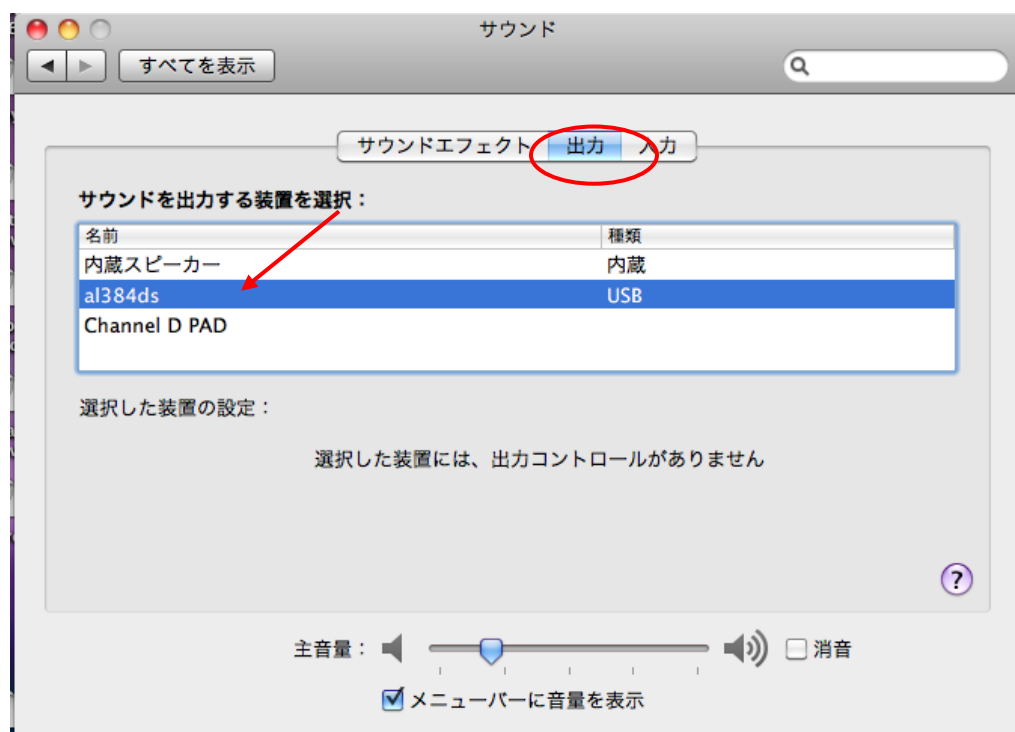 サウンド
すべてを表示
サウンドエフェクト 出力 入力
サウンドを出力する装置を選択：
名前 種類
内蔵スピーカー 内蔵
al384ds USB
Channel D PAD
選択した装置の設定：
選択した装置には、出力コントロールがありません
?
主音量： 消音
メニューバーに音量を表示